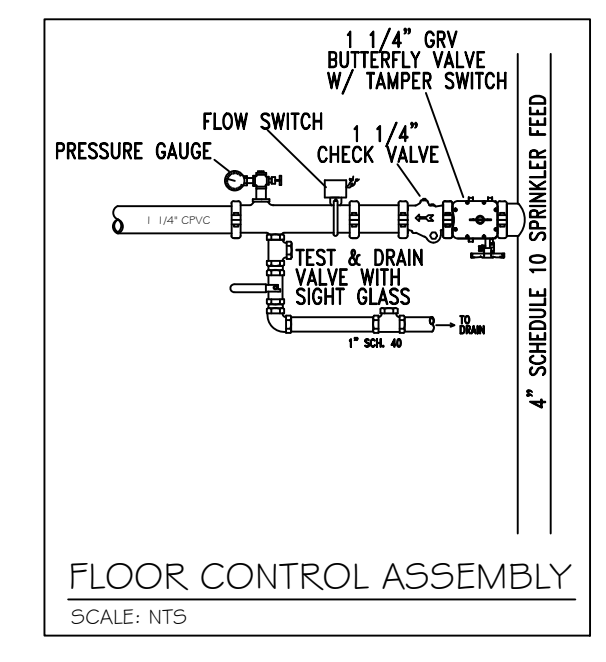 1 1/4” GRV
BUTTERFLY VALVE
W/ TAMPER SWITCH
FLOW SWITCH
1 1/4”
CHECK VALVE
PRESSURE GAUGE
1 1/4" CPVC
TEST & DRAIN
VALVE WITH
SIGHT GLASS
TO
DRAIN
1" SCH. 40
4” SCHEDULE 10 SPRINKLER FEED
FLOOR CONTROL ASSEMBLY
SCALE: NTS